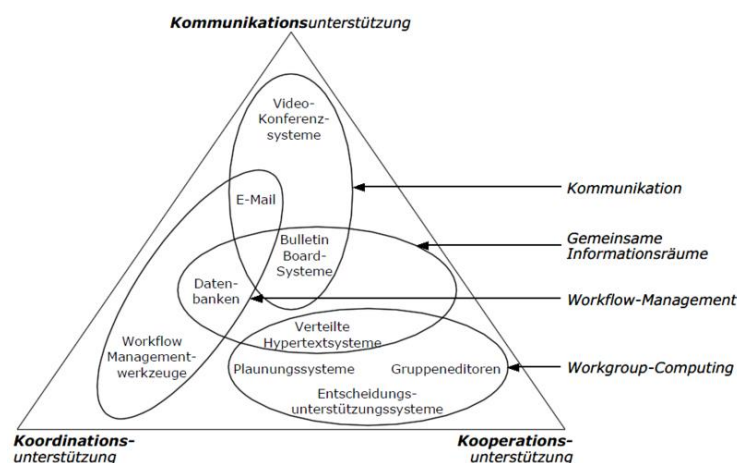 Kommunikationsunterstützung
Video-
Konferenz-
systeme
Kommunikation
E-Mail
Gemeinsame
Informationsräume
Bulletin
Board-
Systeme
Daten-
banken
Workflow-Management
Verteilte
Hypertextsysteme
Workflow
Management-
werkzeuge
Plaunungssysteme
Gruppeneditoren
Workgroup-Computing
Entscheidungs-
unterstützungssysteme
Koordinations-
unterstützung
Kooperations-
unterstützung